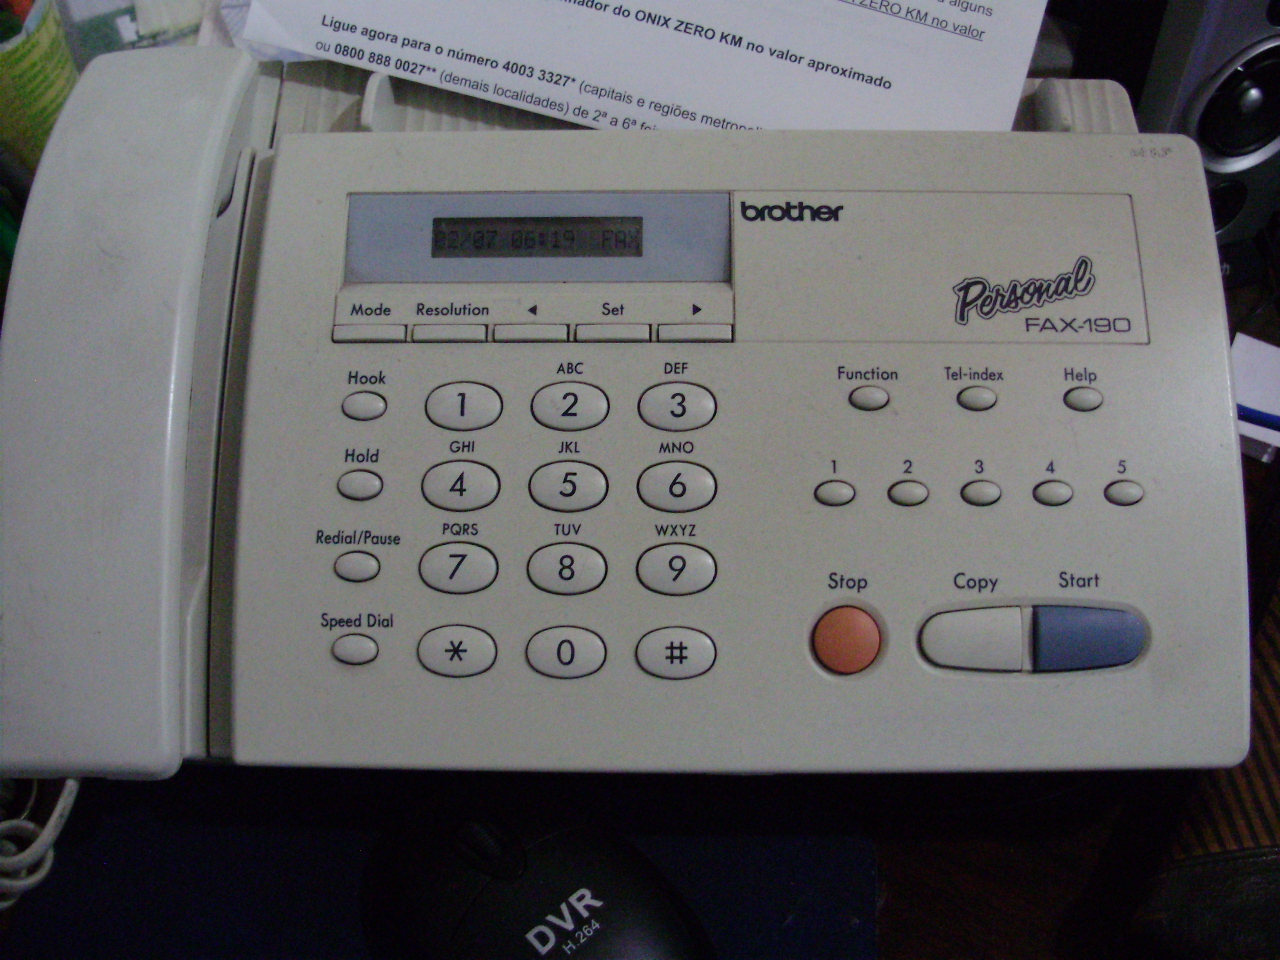 alguns
ZERO KM no valor
nhador do ONIX ZERO KM no valor aproximado
Ligue agora para o número 4003 3327* (capitais e regiões metropoli
ou 0800 888 0027** (demais localidades) de 2ª a 6ª fei
02/07 06:19 FAX
brother
Personal
FAX-190
Mode Resolution ◄ Set ►
Hook 1 ABC 2 DEF 3
Function Tel-index Help
Hold GHI 4 JKL 5 MNO 6
1 2 3 4 5
Redial/Pause PQRS 7 TUV 8 WXYZ 9
Speed Dial * 0 #
Stop Copy Start
DVR
H.264